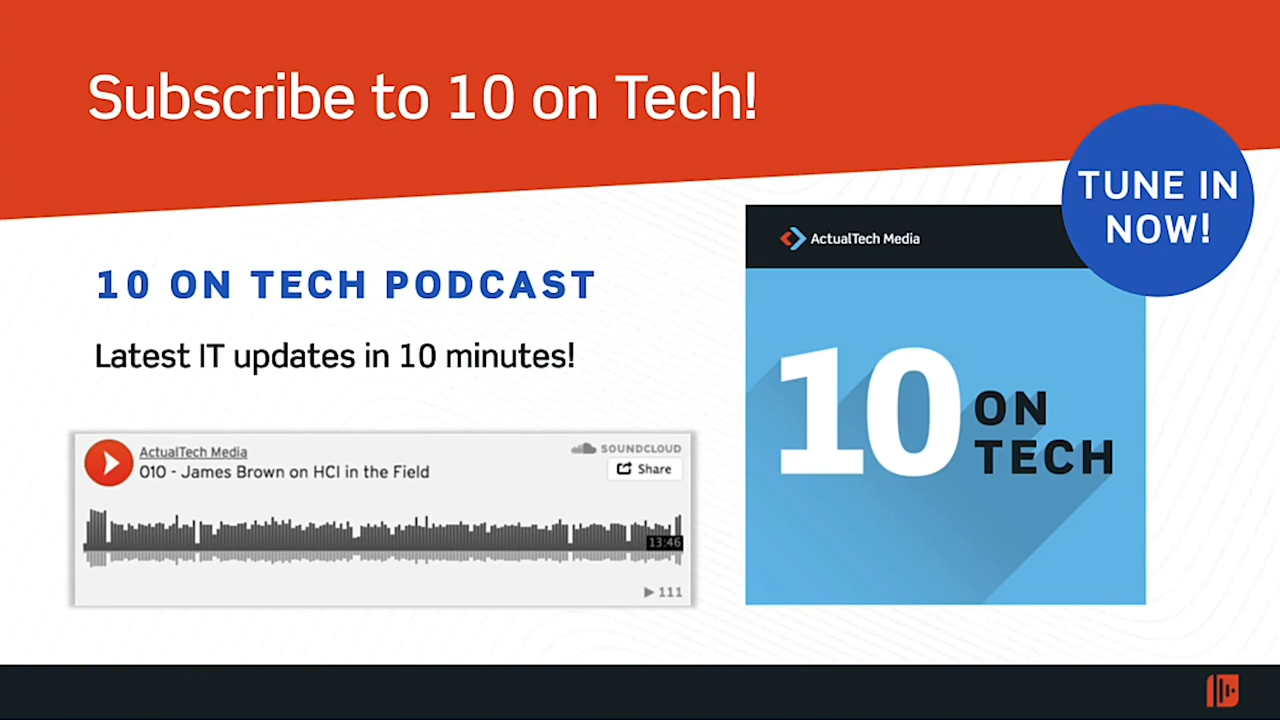 Subscribe to 10 on Tech!
TUNE IN
NOW!
ActualTech Media
10 ON TECH PODCAST
Latest IT updates in 10 minutes!
10 ON
TECH
ActualTech Media
SOUNDCLOUD
010 - James Brown on HCI in the Field
Share
13:46
111